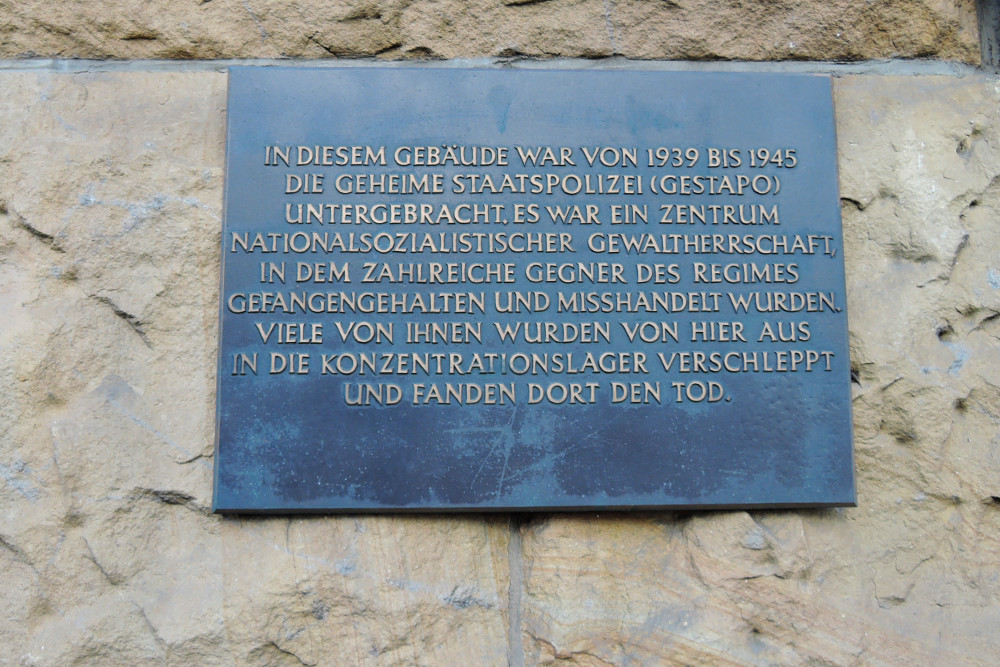 IN DIESEM GEBÄUDE WAR VON 1939 BIS 1945
DIE GEHEIME STAATSPOLIZEI (GESTAPO)
UNTERGEBRACHT. ES WAR EIN ZENTRUM
NATIONALSOZIALISTISCHER GEWALTHERRSCHAFT,
IN DEM ZAHLREICHE GEGNER DES REGIMES
GEFANGENGEHALTEN UND MISSHANDELT WURDEN.
VIELE VON IHNEN WURDEN VON HIER AUS
IN DIE KONZENTRATIONSLAGER VERSCHLEPPT
UND FANDEN DORT DEN TOD.